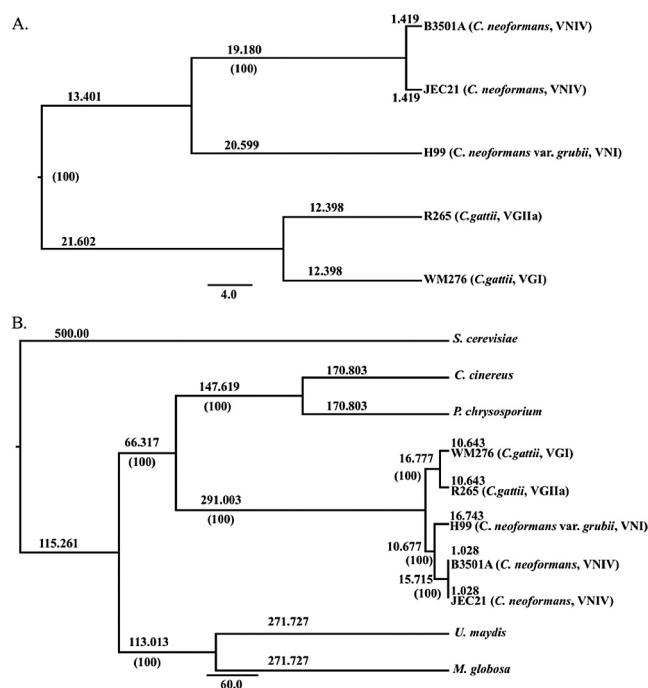 A.
1.419
B3501A (C. neoformans, VNIV)
19.180
(100)
JEC21 (C. neoformans, VNIV)
1.419
13.401
20.599
H99 (C. neoformans var. grubii, VNI)
(100)
12.398
R265 (C.gattii, VGIIa)
21.602
12.398
WM276 (C.gattii, VGI)
4.0
B.
500.00
S. cerevisiae
170.803
C. cinereus
147.619
(100)
170.803
P. chrysosporium
66.317
(100)
10.643
WM276 (C.gattii, VGI)
16.777
(100)
10.643
R265 (C.gattii, VGIIa)
291.003
(100)
16.743
H99 (C. neoformans var. grubii, VNI)
115.261
10.677
(100)
1.028
B3501A (C. neoformans, VNIV)
15.715
(100)
1.028
JEC21 (C. neoformans, VNIV)
271.727
U. maydis
113.013
(100)
271.727
M. globosa
60.0